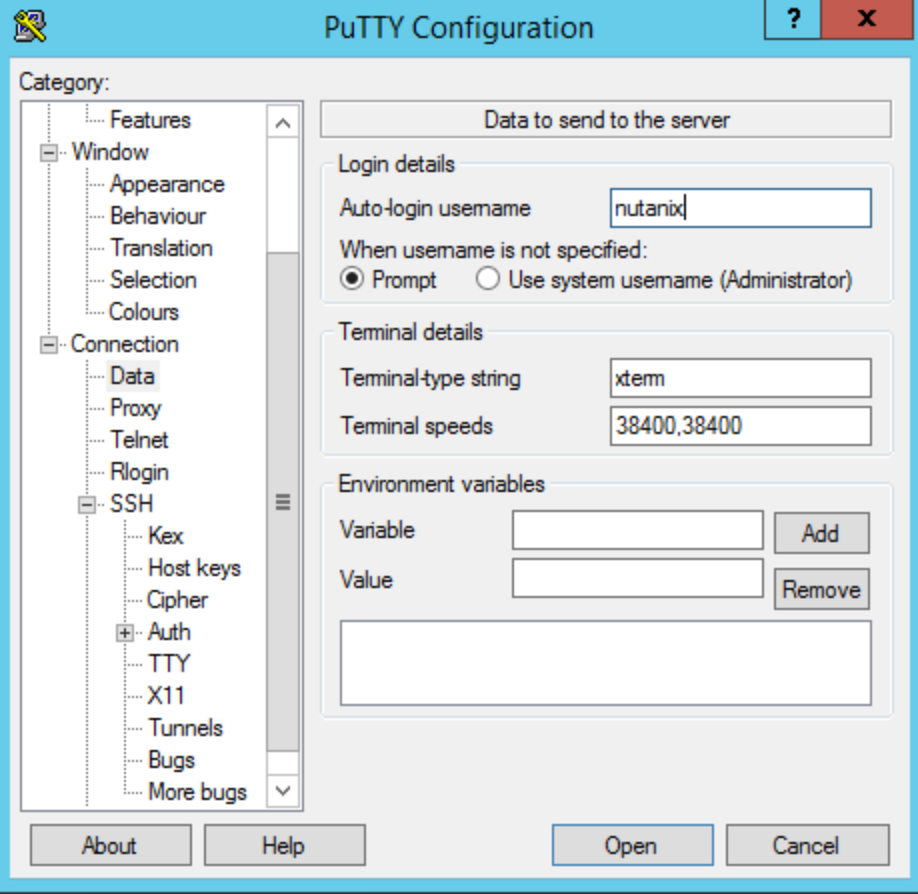 PuTTY Configuration
? x
Category:
Features
Window
Appearance
Behaviour
Translation
Selection
Colours
Connection
Data
Proxy
Telnet
Rlogin
SSH
Kex
Host keys
Cipher
Auth
TTY
X11
Tunnels
Bugs
More bugs
Data to send to the server
Login details
Auto-login username nutanix
When username is not specified:
Prompt Use system username (Administrator)
Terminal details
Terminal-type string xterm
Terminal speeds 38400,38400
Environment variables
Variable Add
Value Remove
About Help Open Cancel